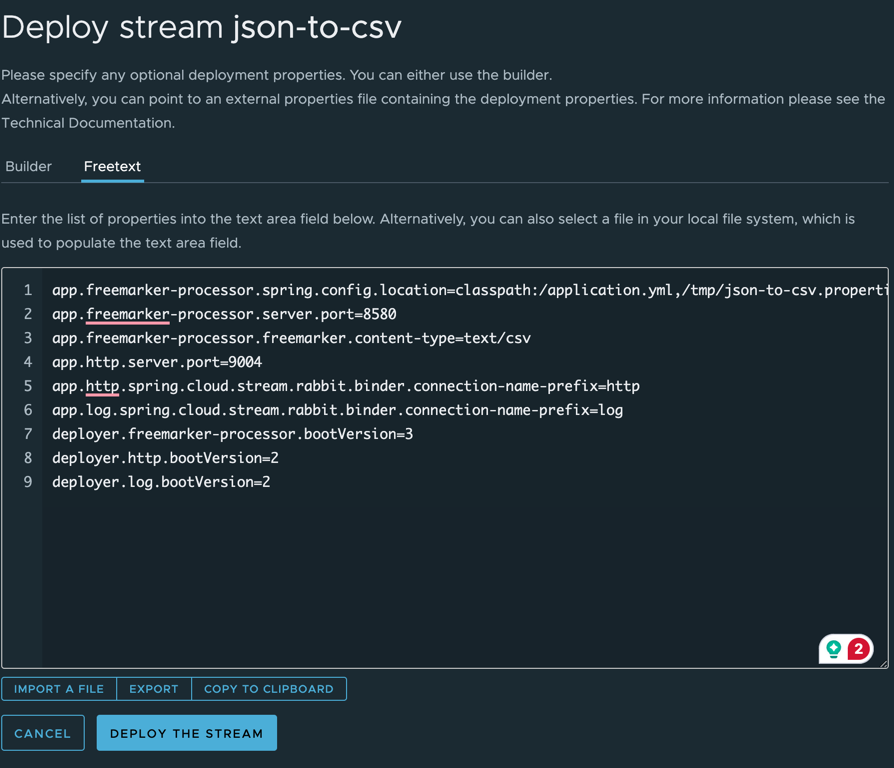 Deploy stream json-to-csv
Please specify any optional deployment properties. You can either use the builder.
Alternatively, you can point to an external properties file containing the deployment properties. For more information please see the
Technical Documentation.
Builder Freetext
Enter the list of properties into the text area field below. Alternatively, you can also select a file in your local file system, which is
used to populate the text area field.
1 app.freemarker-processor.spring.config.location=classpath:/application.yml,/tmp/json-to-csv.properti
2 app.freemarker-processor.server.port=8580
3 app.freemarker-processor.freemarker.content-type=text/csv
4 app.http.server.port=9004
5 app.http.spring.cloud.stream.rabbit.binder.connection-name-prefix=http
6 app.log.spring.cloud.stream.rabbit.binder.connection-name-prefix=log
7 deployer.freemarker-processor.bootVersion=3
8 deployer.http.bootVersion=2
9 deployer.log.bootVersion=2
2
IMPORT A FILE EXPORT COPY TO CLIPBOARD
CANCEL DEPLOY THE STREAM